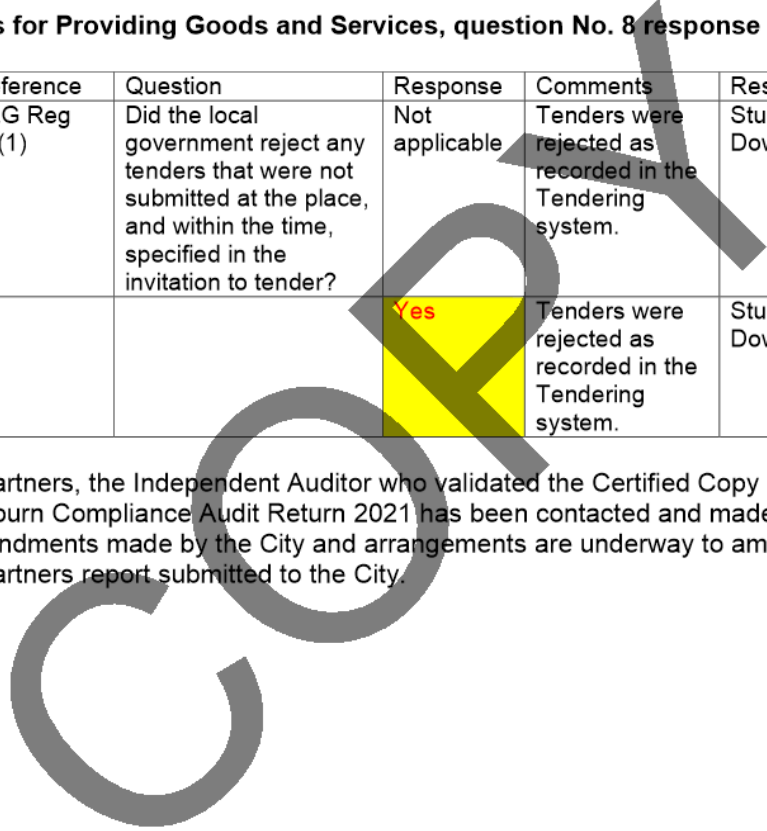 s for Providing Goods and Services, question No. 8 response
ference Question Response Comments Res
G Reg Did the local Not Tenders were Stu
(1) government reject any applicable rejected as Dov
tenders that were not recorded in the
submitted at the place, Tendering
and within the time, system.
specified in the
invitation to tender?
Yes Tenders were Stu
rejected as Dov
recorded in the
Tendering
system.
artners, the Independent Auditor who validated the Certified Copy
burn Compliance Audit Return 2021 has been contacted and made
ndments made by the City and arrangements are underway to am
artners report submitted to the City.
COPY